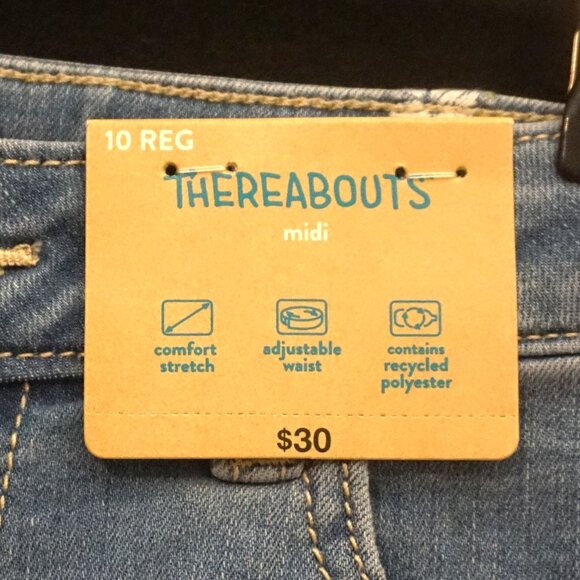 10 REG
THEREABOUTS
midi
comfort
stretch
adjustable
waist
contains
recycled
polyester
$30